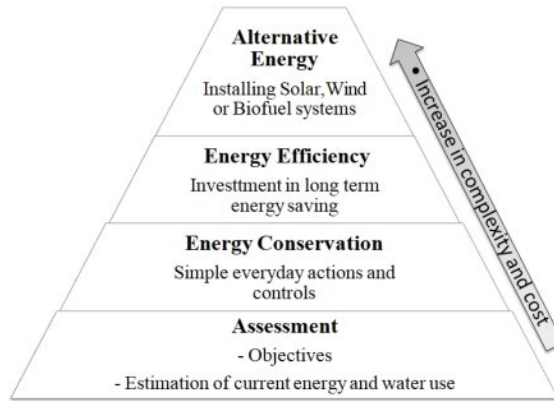 Alternative
Energy
Installing Solar, Wind
or Biofuel systems
Energy Efficiency
Investtment in long term
energy saving
Energy Conservation
Simple everyday actions and
controls
Assessment
- Objectives
- Estimation of current energy and water use
• Increase in complexity and cost